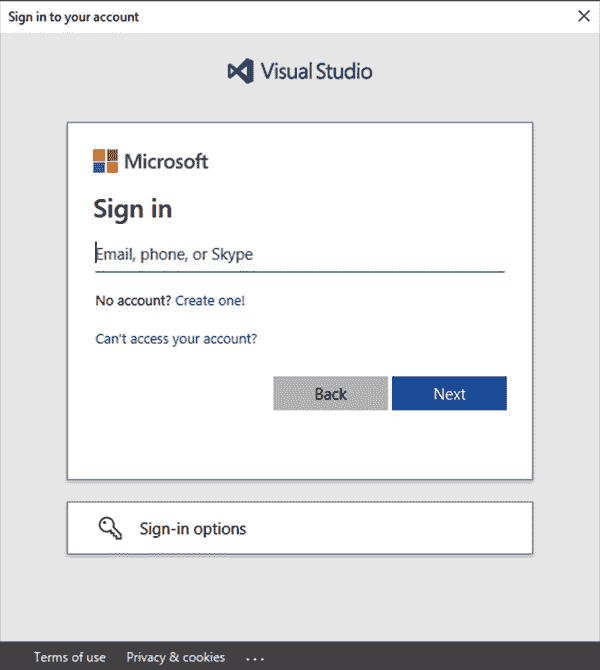 Sign in to your account
Visual Studio
Microsoft
Sign in
Email, phone, or Skype
No account? Create one!
Can't access your account?
Back Next
Sign-in options
Terms of use Privacy & cookies ...